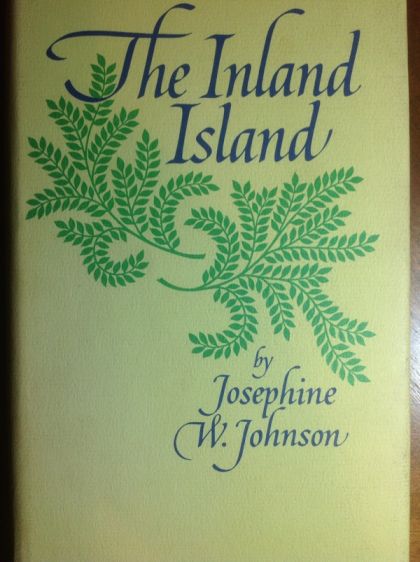 The Inland
Island
by
Josephine
W. Johnson